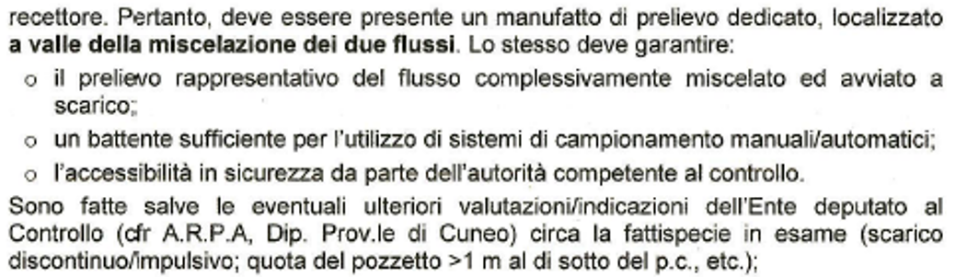 recettore. Pertanto, deve essere presente un manufatto di prelievo dedicato, localizzato
a valle della miscelazione dei due flussi. Lo stesso deve garantire:
o il prelievo rappresentativo del flusso complessivamente miscelato ed avviato a
scarico;
o un battente sufficiente per l'utilizzo di sistemi di campionamento manuali/automatici;
o l'accessibilità in sicurezza da parte dell'autorità competente al controllo.
Sono fatte salve le eventuali ulteriori valutazioni/indicazioni dell'Ente deputato al
Controllo (cfr A.R.P.A, Dip. Prov.le di Cuneo) circa la fattispecie in esame (scarico
discontinuo/impulsivo; quota del pozzetto >1 m al di sotto del p.c., etc.);